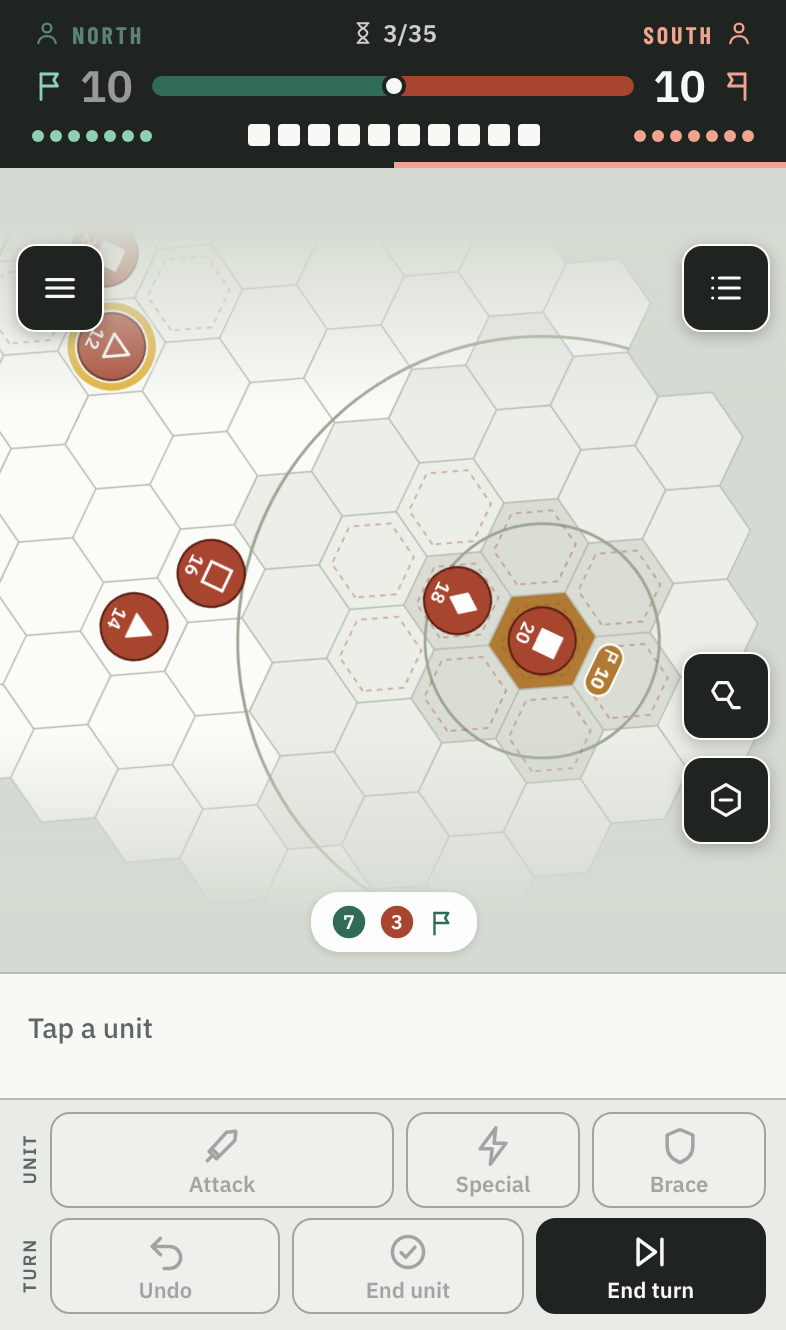 NORTH
3/35
SOUTH
10
10
12
16
14
18
20
10
7
3
Tap a unit
UNIT
Attack
Special
Brace
TURN
Undo
End unit
End turn